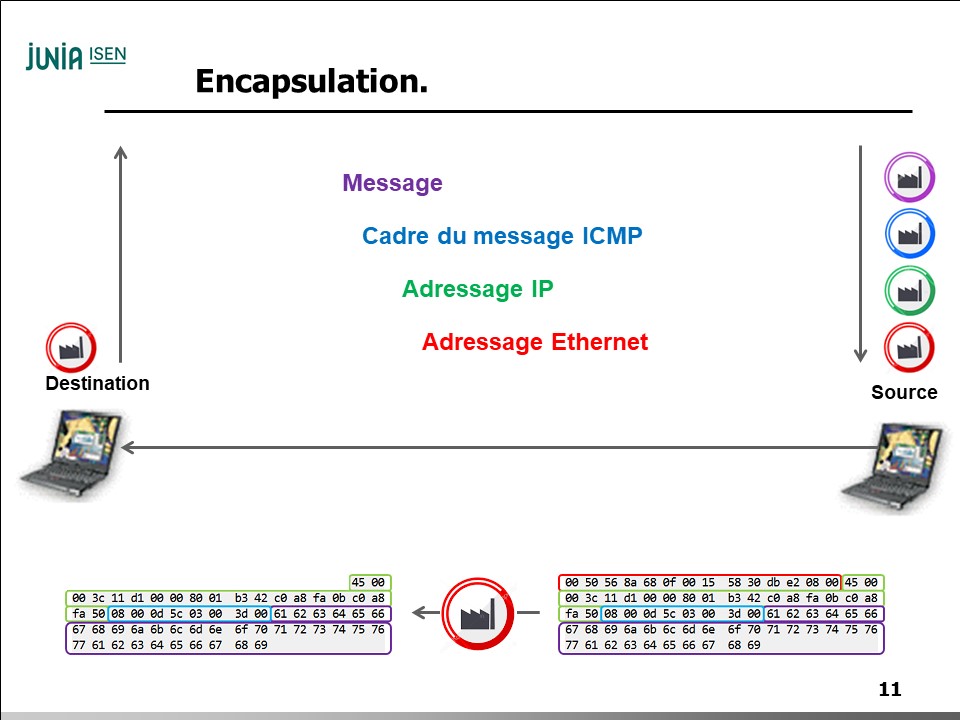 JUNIA ISEN
Encapsulation.
Message
Cadre du message ICMP
Adressage IP
Adressage Ethernet
Destination
Source
45 00
00 3c 11 d1 00 00 80 01 b3 42 c0 a8 fa 0b c0 a8
fa 50 08 00 0d 5c 03 00 3d 00 61 62 63 64 65 66
67 68 69 6a 6b 6c 6d 6e 6f 70 71 72 73 74 75 76
77 61 62 63 64 65 66 67 68 69
00 50 56 8a 68 0f 00 15 58 30 db e2 08 00 45 00
00 3c 11 d1 00 00 80 01 b3 42 c0 a8 fa 0b c0 a8
fa 50 08 00 0d 5c 03 00 3d 00 61 62 63 64 65 66
67 68 69 6a 6b 6c 6d 6e 6f 70 71 72 73 74 75 76
77 61 62 63 64 65 66 67 68 69
11